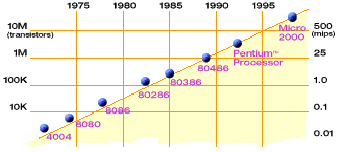 1975 1980 1985 1990 1995
10M
(transistors)
500
(mips)
Micro
2000
1M
Pentium™
Processor
25
80486
100K
80386
1.0
80286
10K
8086
0.1
8080
4004
0.01